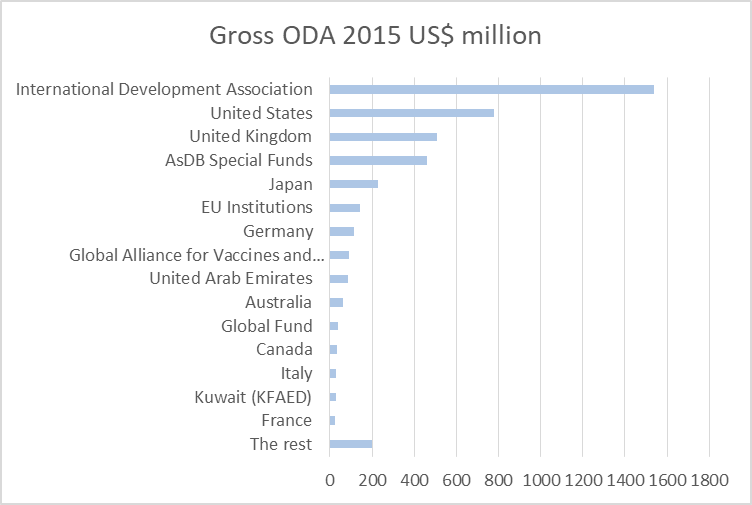 Gross ODA 2015 US$ million
International Development Association
United States
United Kingdom
AsDB Special Funds
Japan
EU Institutions
Germany
Global Alliance for Vaccines and…
United Arab Emirates
Australia
Global Fund
Canada
Italy
Kuwait (KFAED)
France
The rest
0 200 400 600 800 1000 1200 1400 1600 1800